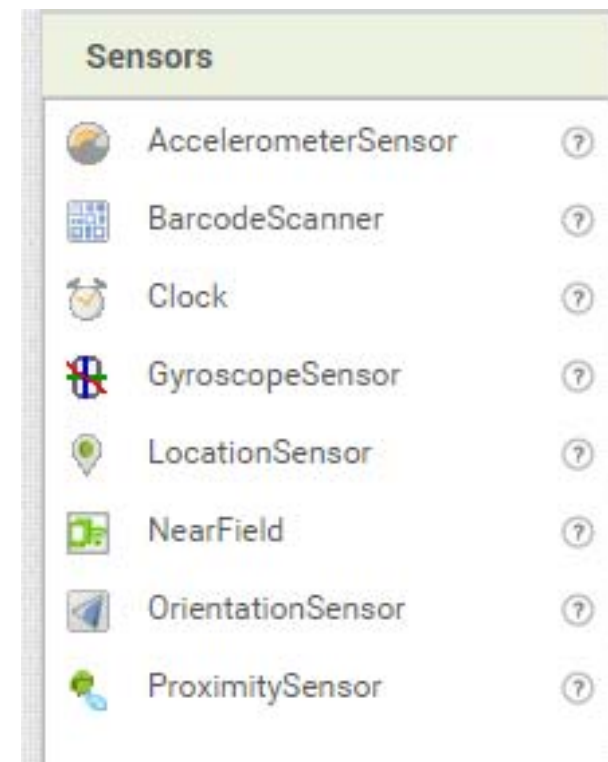 Sensors
AccelerometerSensor ?
BarcodeScanner ?
Clock ?
GyroscopeSensor ?
LocationSensor ?
NearField ?
OrientationSensor ?
ProximitySensor ?